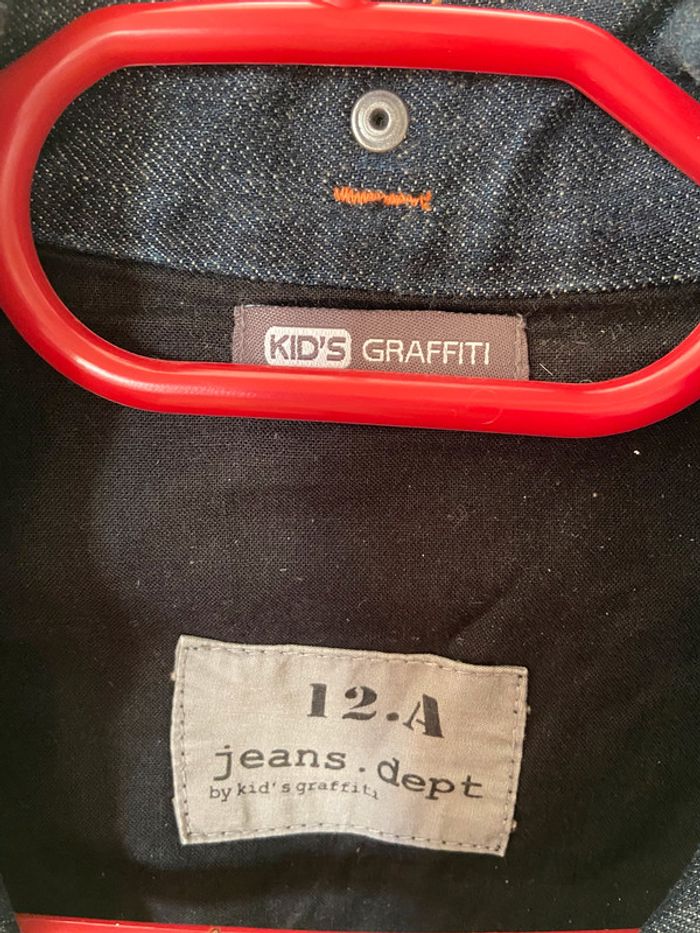 KID'S GRAFFITI
12.A
jeans.dept
by kid's graffiti